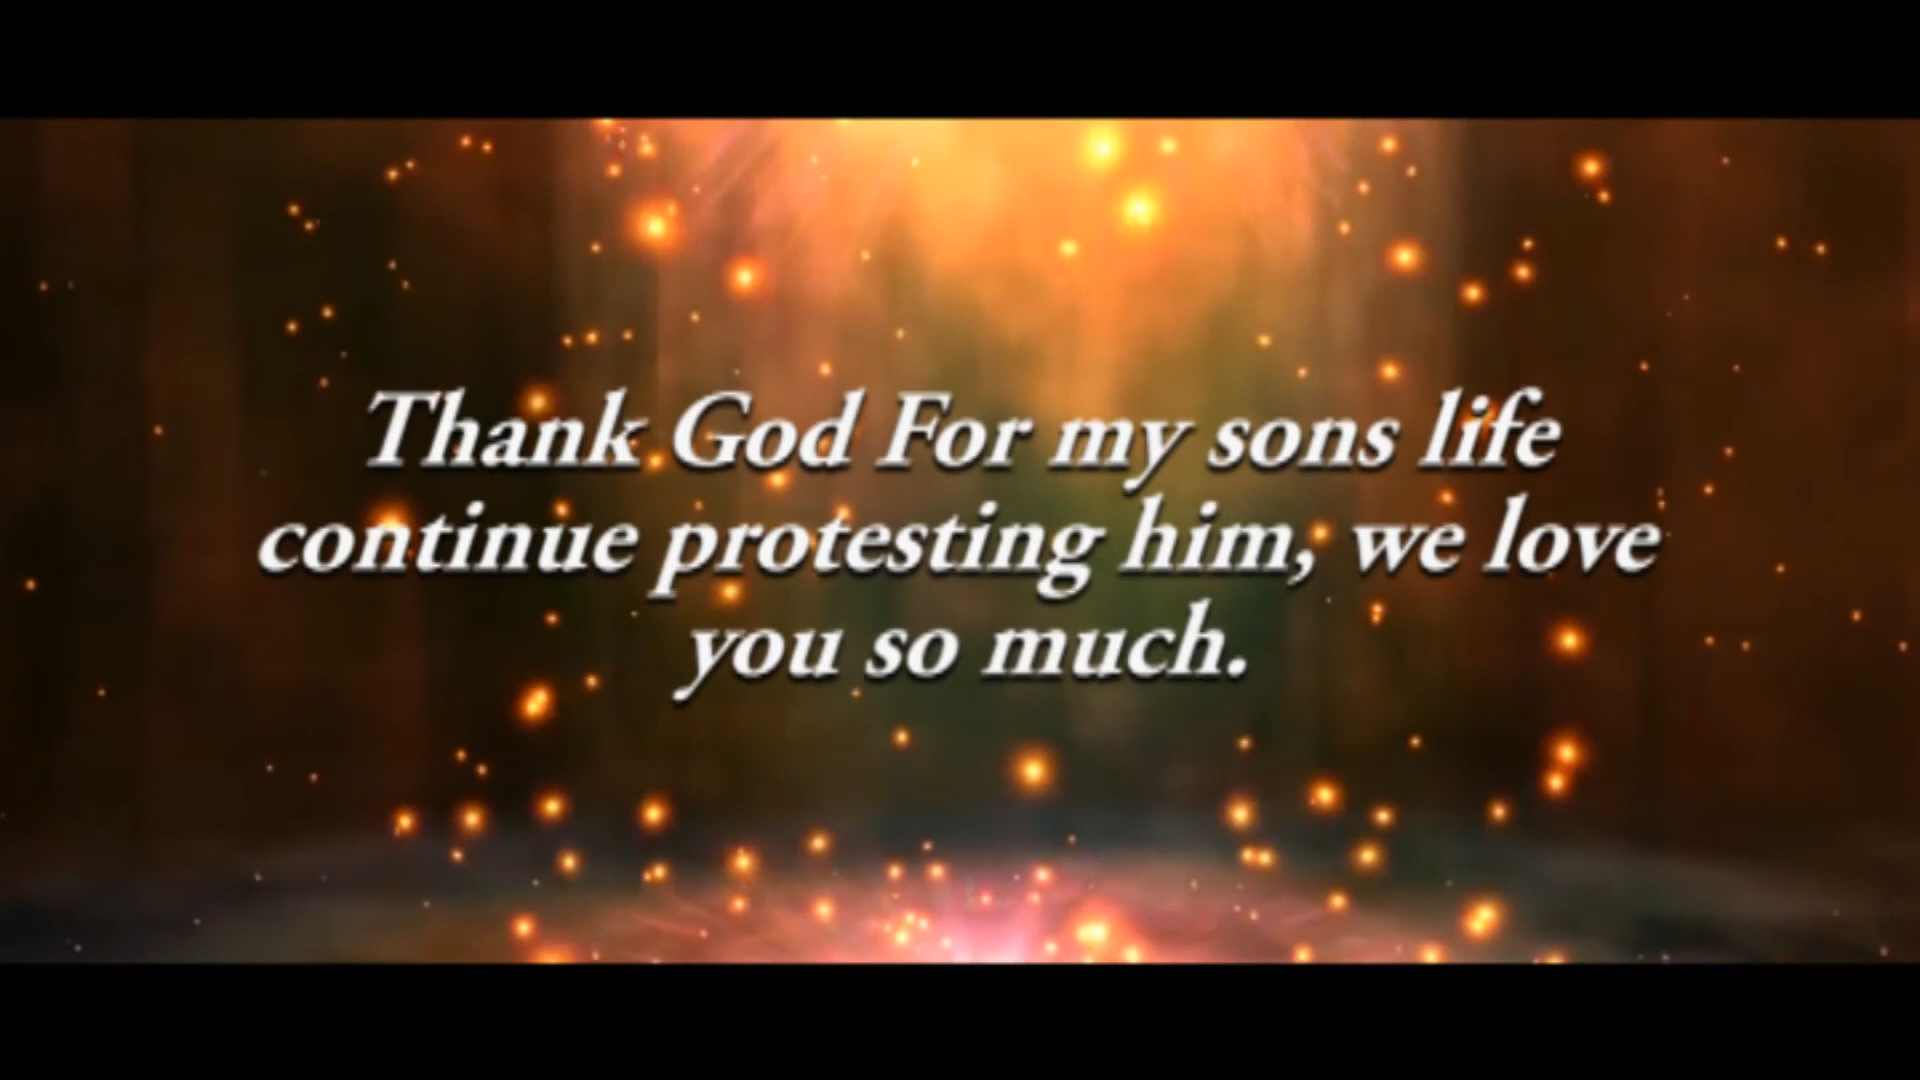 Thank God For my sons life
continue protesting him, we love
you so much.